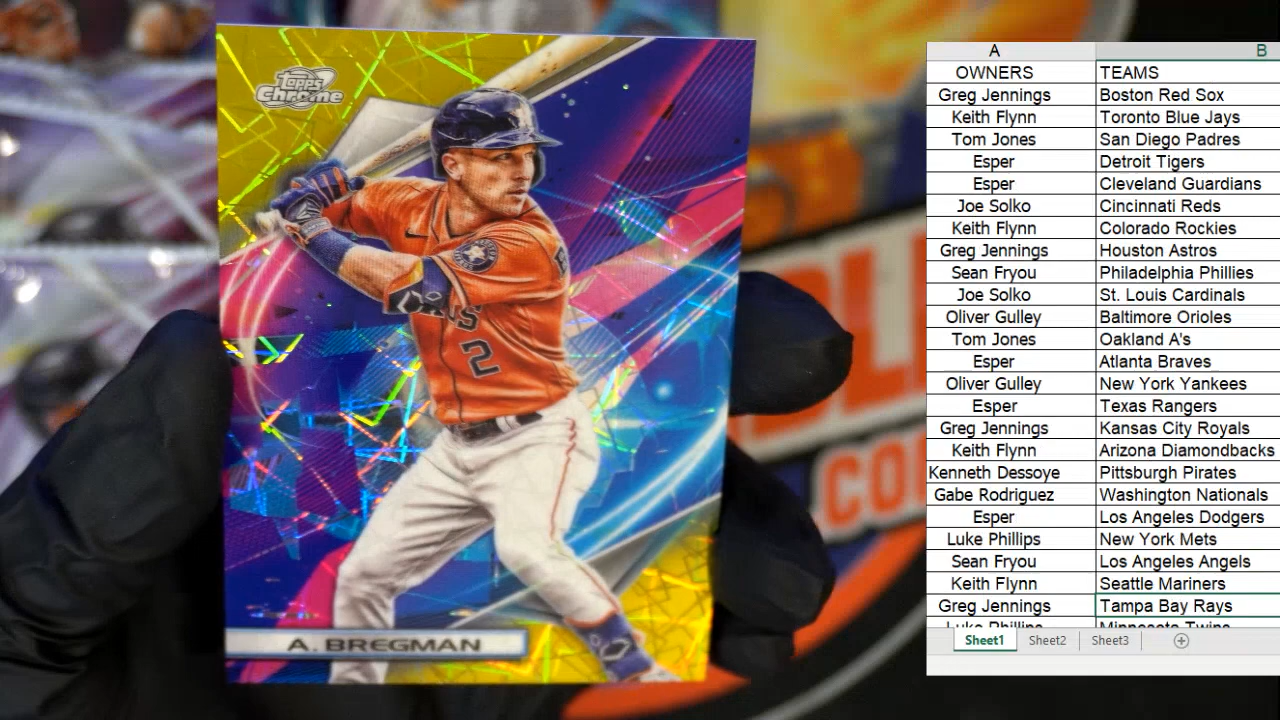 Topps
Chrome
2
A. BREGMAN
CO
A B
OWNERS TEAMS
Greg Jennings Boston Red Sox
Keith Flynn Toronto Blue Jays
Tom Jones San Diego Padres
Esper Detroit Tigers
Esper Cleveland Guardians
Joe Solko Cincinnati Reds
Keith Flynn Colorado Rockies
Greg Jennings Houston Astros
Sean Fryou Philadelphia Phillies
Joe Solko St. Louis Cardinals
Oliver Gulley Baltimore Orioles
Tom Jones Oakland A's
Esper Atlanta Braves
Oliver Gulley New York Yankees
Esper Texas Rangers
Greg Jennings Kansas City Royals
Keith Flynn Arizona Diamondbacks
Kenneth Dessoye Pittsburgh Pirates
Gabe Rodriguez Washington Nationals
Esper Los Angeles Dodgers
Luke Phillips New York Mets
Sean Fryou Los Angeles Angels
Keith Flynn Seattle Mariners
Greg Jennings Tampa Bay Rays
Luke Phillips Minnesota Twins
Sheet1 Sheet2 Sheet3